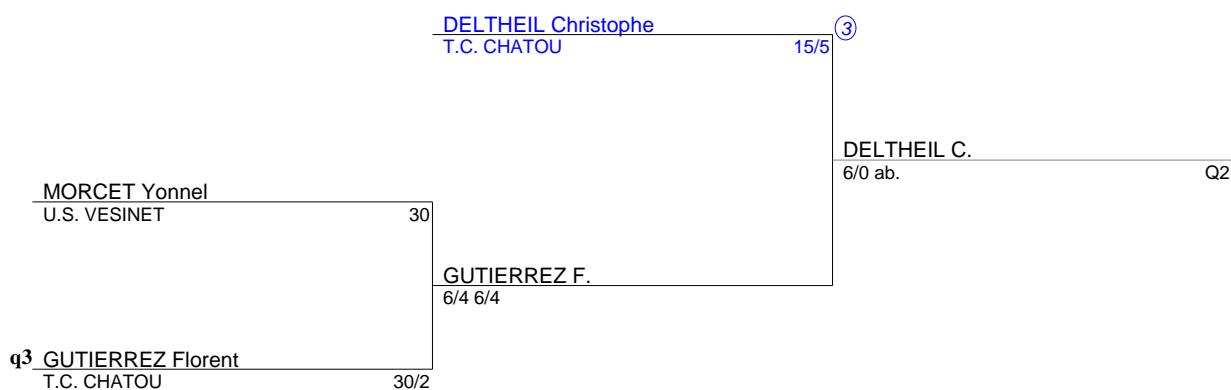 DELTHEIL Christophe 3
T.C. CHATOU 15/5
DELTHEIL C.
6/0 ab. Q2
MORCET Yonnel
U.S. VESINET 30
GUTIERREZ F.
6/4 6/4
q3 GUTIERREZ Florent
T.C. CHATOU 30/2